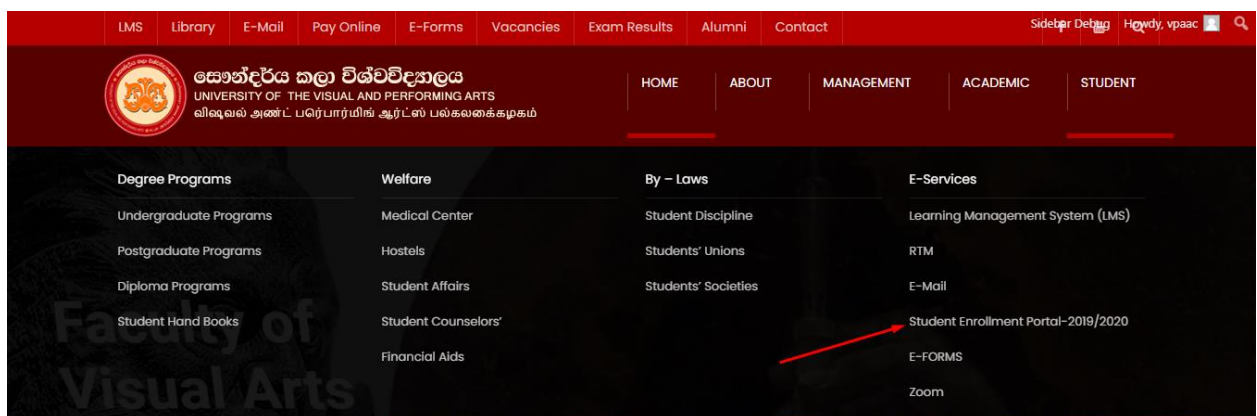 LMS Library E-Mail Pay Online E-Forms Vacancies Exam Results Alumni Contact Sidebar Debug Howdy, vpaac
සෞන්දර්ය කලා විශ්වවිද්‍යාලය
UNIVERSITY OF THE VISUAL AND PERFORMING ARTS
விஷுவல் அண்ட் பெர்பார்மிங் ஆர்ட்ஸ் பல்கலைக்கழகம்
HOME ABOUT MANAGEMENT ACADEMIC STUDENT
Degree Programs Welfare By – Laws E-Services
Undergraduate Programs Medical Center Student Discipline Learning Management System (LMS)
Postgraduate Programs Hostels Students' Unions RTM
Diploma Programs Student Affairs Students' Societies E-Mail
Student Hand Books Student Counselors' Student Enrollment Portal-2019/2020
Financial Aids E-FORMS
Zoom
Faculty of
Visual Arts